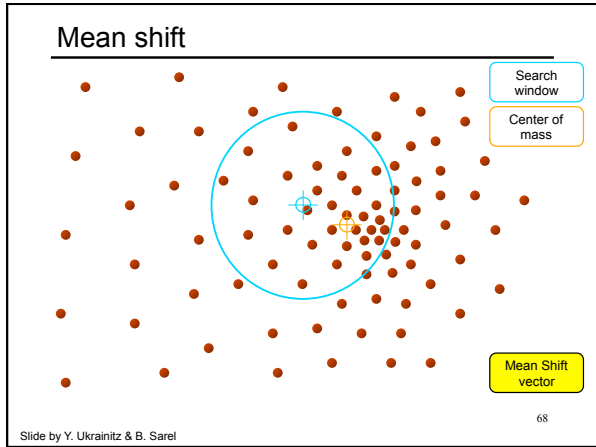 Mean shift
Search
window
Center of
mass
Mean Shift
vector
68
Slide by Y. Ukrainitz & B. Sarel